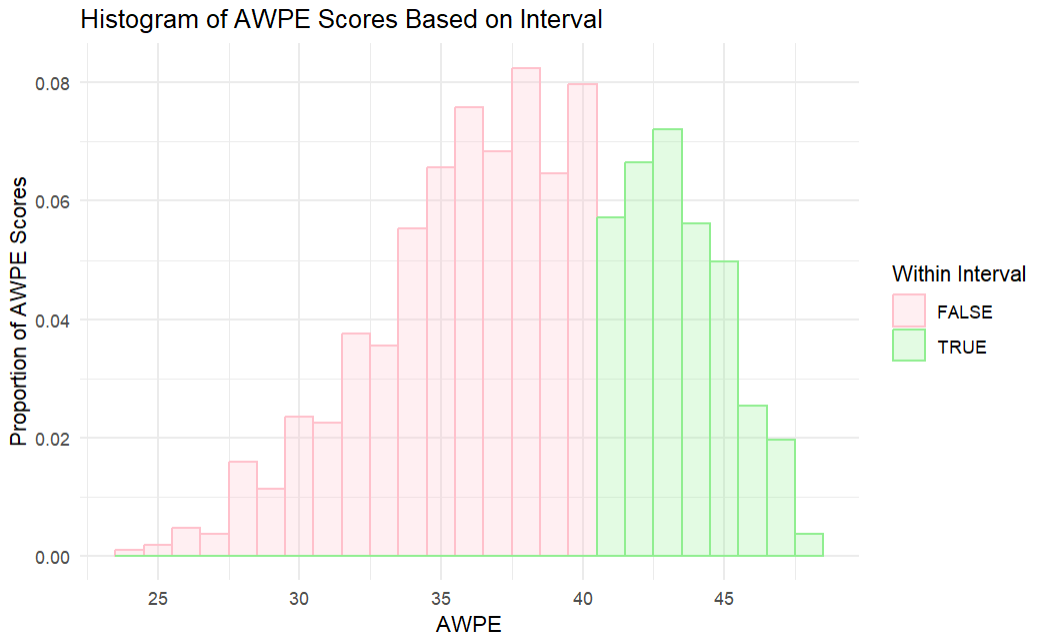 Histogram of AWPE Scores Based on Interval
Proportion of AWPE Scores
0.08
0.06
0.04
0.02
0.00
25 30 35 40 45
AWPE
Within Interval
FALSE
TRUE